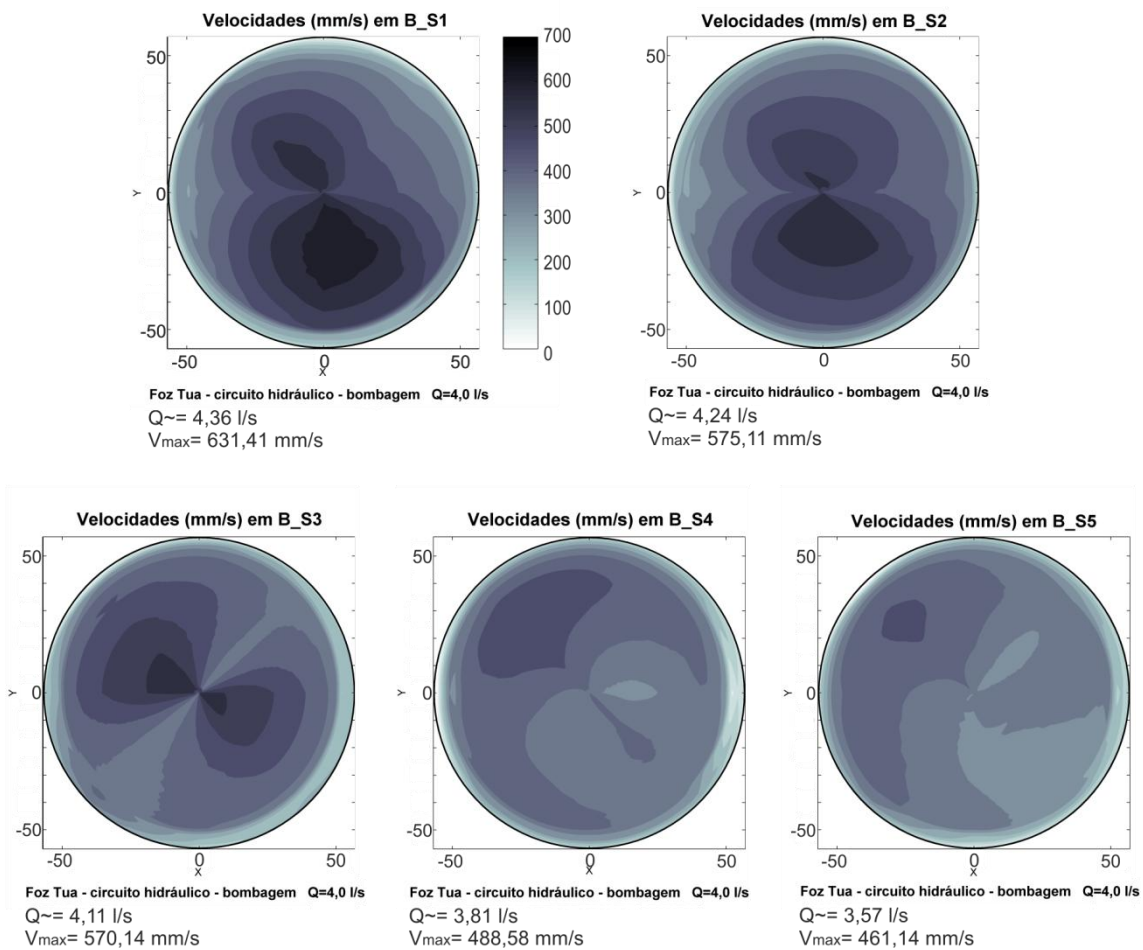 Velocidades (mm/s) em B_S1
50
0
-50
Y
-50
0
50
X
700
600
500
400
300
200
100
0
Foz Tua - circuito hidráulico - bombagem Q=4,0 l/s
Q~= 4,36 l/s
Vmax= 631,41 mm/s
Velocidades (mm/s) em B_S2
50
0
-50
Y
-50
0
50
X
Foz Tua - circuito hidráulico - bombagem Q=4,0 l/s
Q~= 4,24 l/s
Vmax= 575,11 mm/s
Velocidades (mm/s) em B_S3
50
0
-50
Y
-50
0
50
X
Foz Tua - circuito hidráulico - bombagem Q=4,0 l/s
Q~= 4,11 l/s
Vmax= 570,14 mm/s
Velocidades (mm/s) em B_S4
50
0
-50
Y
-50
0
50
X
Foz Tua - circuito hidráulico - bombagem Q=4,0 l/s
Q~= 3,81 l/s
Vmax= 488,58 mm/s
Velocidades (mm/s) em B_S5
50
0
-50
Y
-50
0
50
X
Foz Tua - circuito hidráulico - bombagem Q=4,0 l/s
Q~= 3,57 l/s
Vmax= 461,14 mm/s